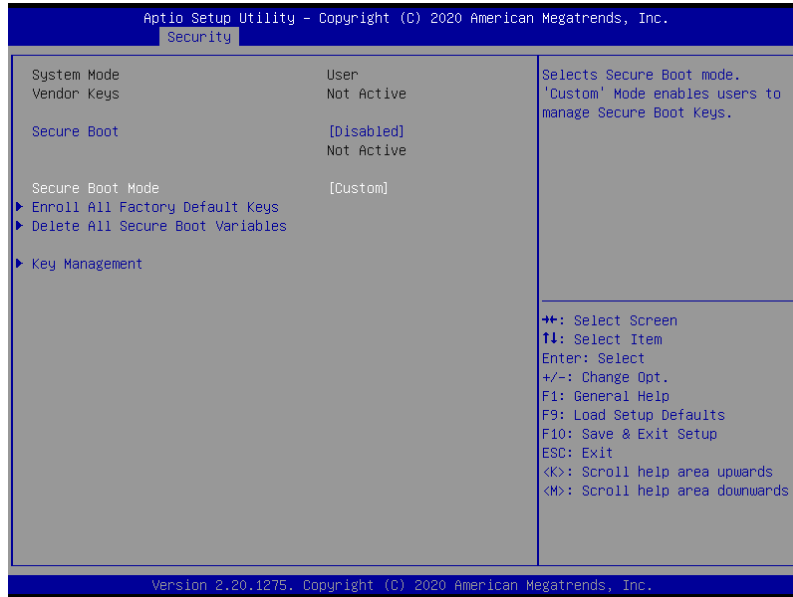 Aptio Setup Utility – Copyright (C) 2020 American Megatrends, Inc.
Security
System Mode User
Vendor Keys Not Active
Secure Boot [Disabled]
Not Active
Secure Boot Mode [Custom]
Enroll All Factory Default Keys
Delete All Secure Boot Variables
Key Management
Selects Secure Boot mode.
'Custom' Mode enables users to
manage Secure Boot Keys.
→←: Select Screen
↑↓: Select Item
Enter: Select
+/-: Change Opt.
F1: General Help
F9: Load Setup Defaults
F10: Save & Exit Setup
ESC: Exit
<K>: Scroll help area upwards
<M>: Scroll help area downwards
Version 2.20.1275. Copyright (C) 2020 American Megatrends, Inc.